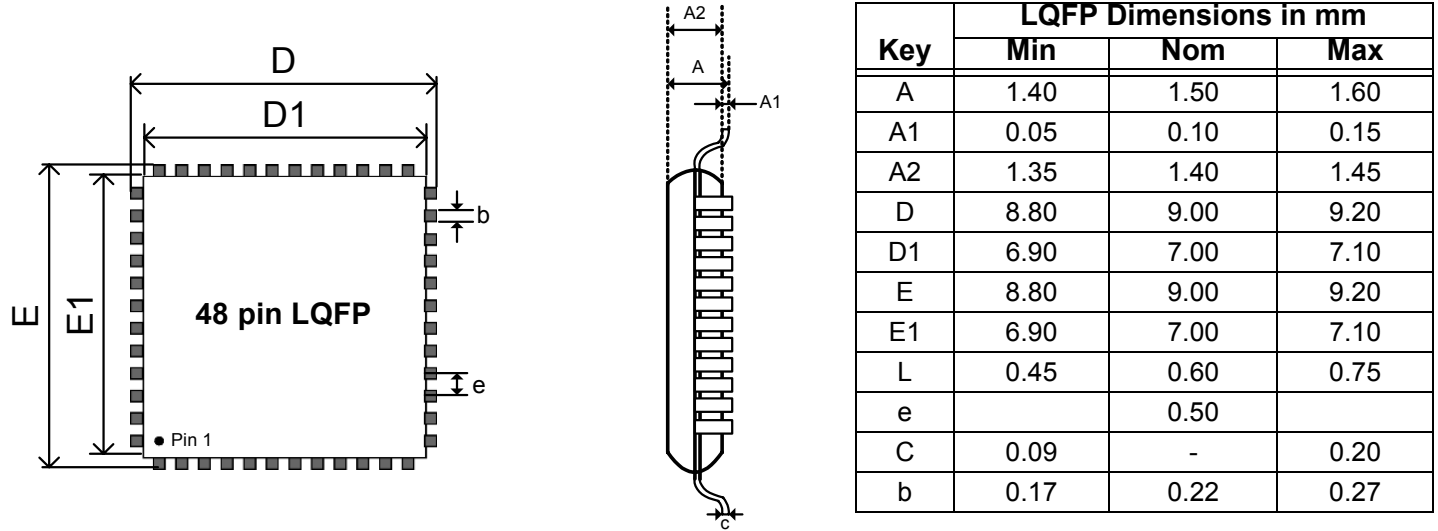 D
D1
E
E1
b
e
48 pin LQFP
Pin 1
A2
A
A1
c
LQFP Dimensions in mm
Key Min Nom Max
A 1.40 1.50 1.60
A1 0.05 0.10 0.15
A2 1.35 1.40 1.45
D 8.80 9.00 9.20
D1 6.90 7.00 7.10
E 8.80 9.00 9.20
E1 6.90 7.00 7.10
L 0.45 0.60 0.75
e 0.50
C 0.09 - 0.20
b 0.17 0.22 0.27